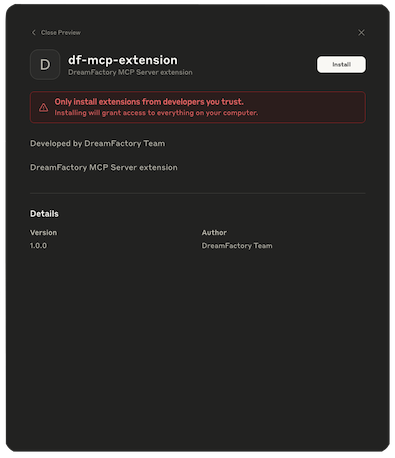 Close Preview
D
df-mcp-extension
DreamFactory MCP Server extension
Install
Only install extensions from developers you trust.
Installing will grant access to everything on your computer.
Developed by DreamFactory Team
DreamFactory MCP Server extension
Details
Version
Author
1.0.0
DreamFactory Team